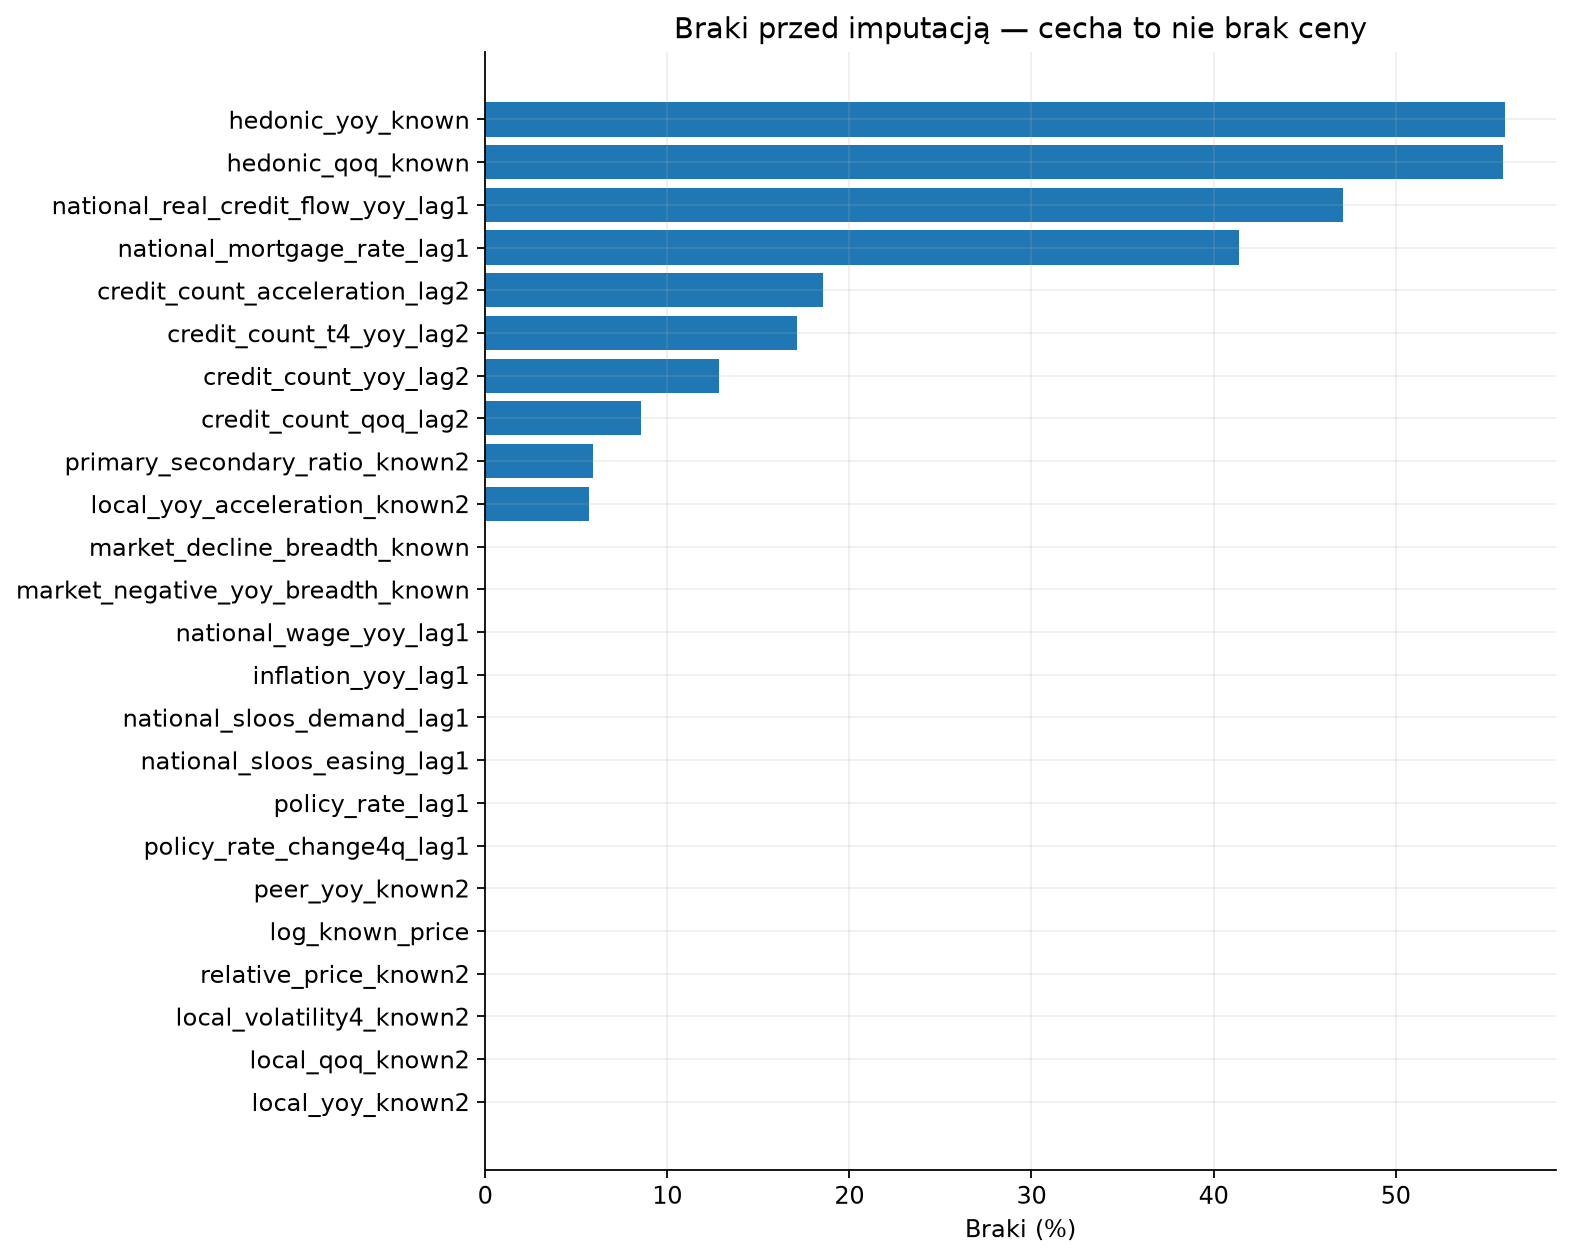 Braki przed imputacją — cecha to nie brak ceny
hedonic_yoy_known
hedonic_qoq_known
national_real_credit_flow_yoy_lag1
national_mortgage_rate_lag1
credit_count_acceleration_lag2
credit_count_t4_yoy_lag2
credit_count_yoy_lag2
credit_count_qoq_lag2
primary_secondary_ratio_known2
local_yoy_acceleration_known2
market_decline_breadth_known
market_negative_yoy_breadth_known
national_wage_yoy_lag1
inflation_yoy_lag1
national_sloos_demand_lag1
national_sloos_easing_lag1
policy_rate_lag1
policy_rate_change4q_lag1
peer_yoy_known2
log_known_price
relative_price_known2
local_volatility4_known2
local_qoq_known2
local_yoy_known2
0 10 20 30 40 50
Braki (%)